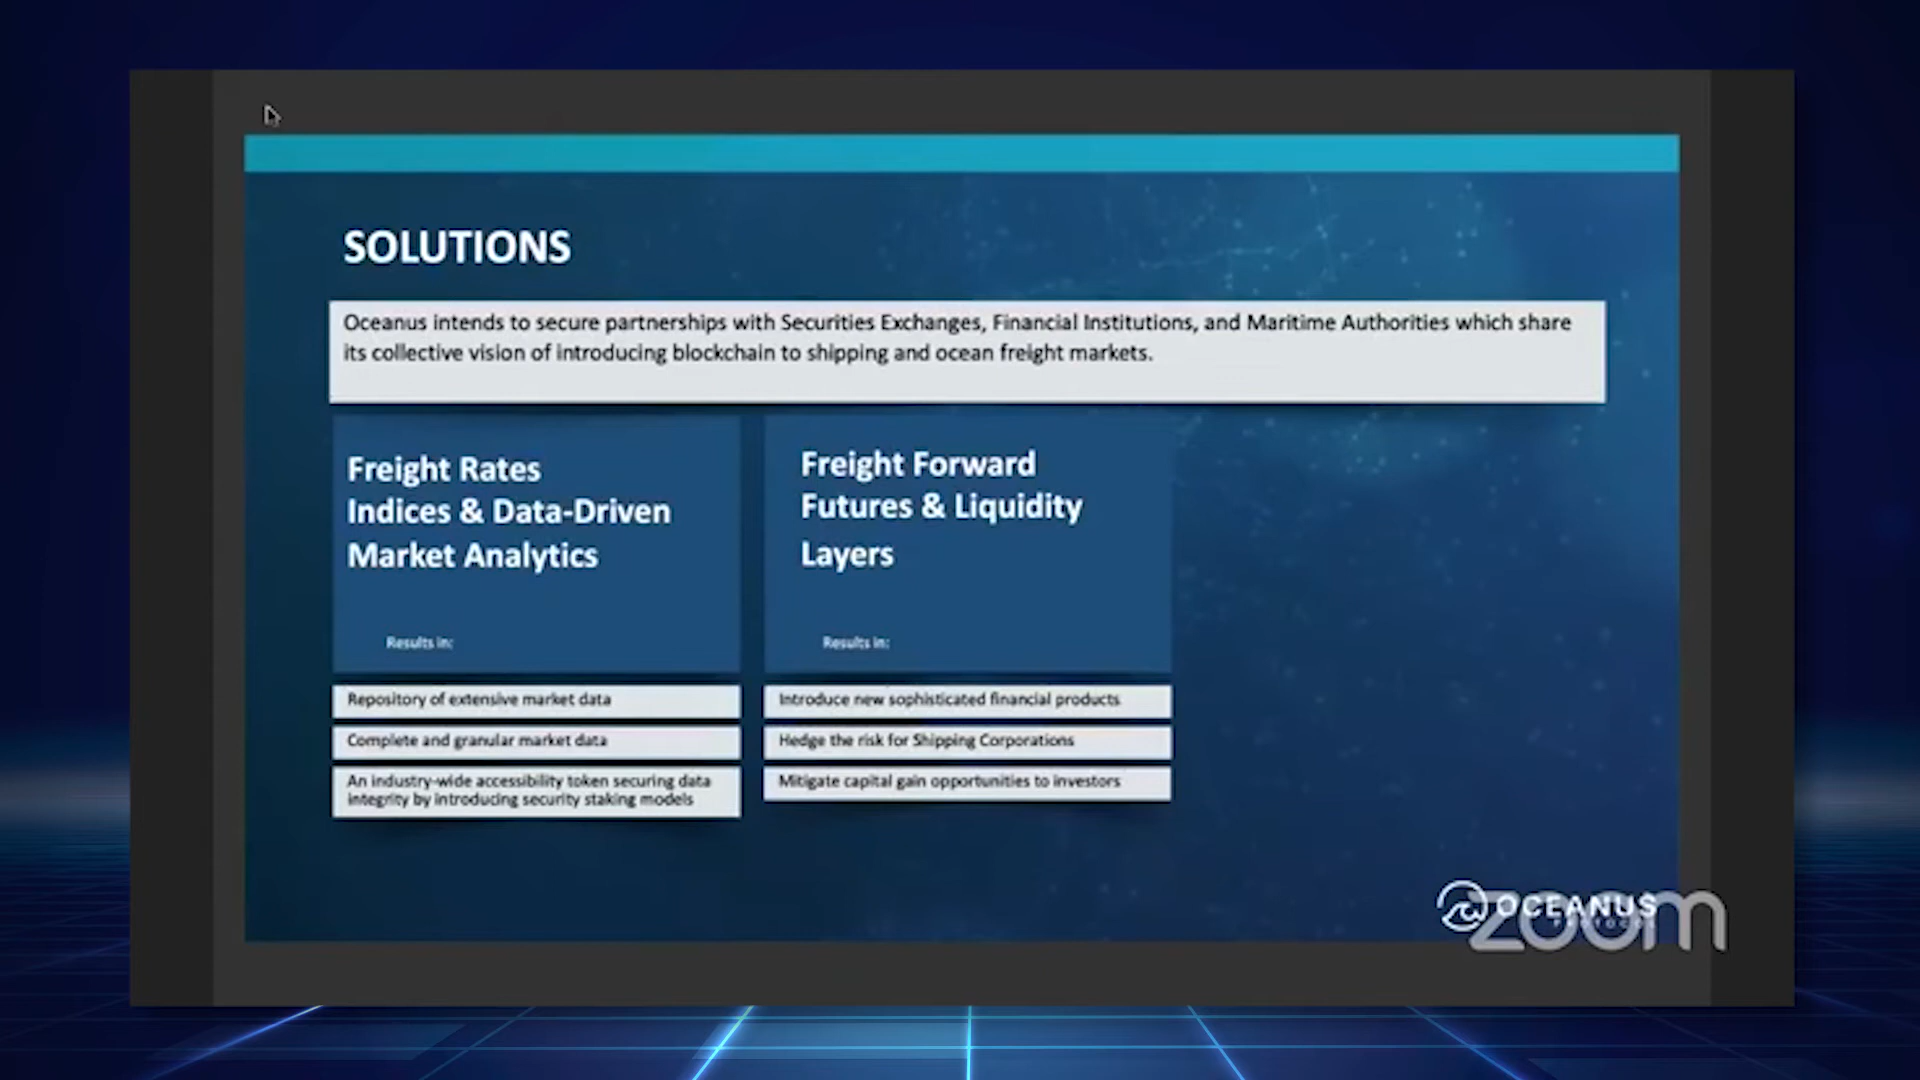 SOLUTIONS
Oceanus intends to secure partnerships with Securities Exchanges, Financial Institutions, and Maritime Authorities which share
its collective vision of introducing blockchain to shipping and ocean freight markets.
Freight Rates
Indices & Data-Driven
Market Analytics
Results in:
Repository of extensive market data
Complete and granular market data
An industry-wide accessibility token securing data
integrity by introducing security staking models
Freight Forward
Futures & Liquidity
Layers
Results in:
Introduce new sophisticated financial products
Hedge the risk for Shipping Corporations
Mitigate capital gain opportunities to investors
OCEANUS
zoom